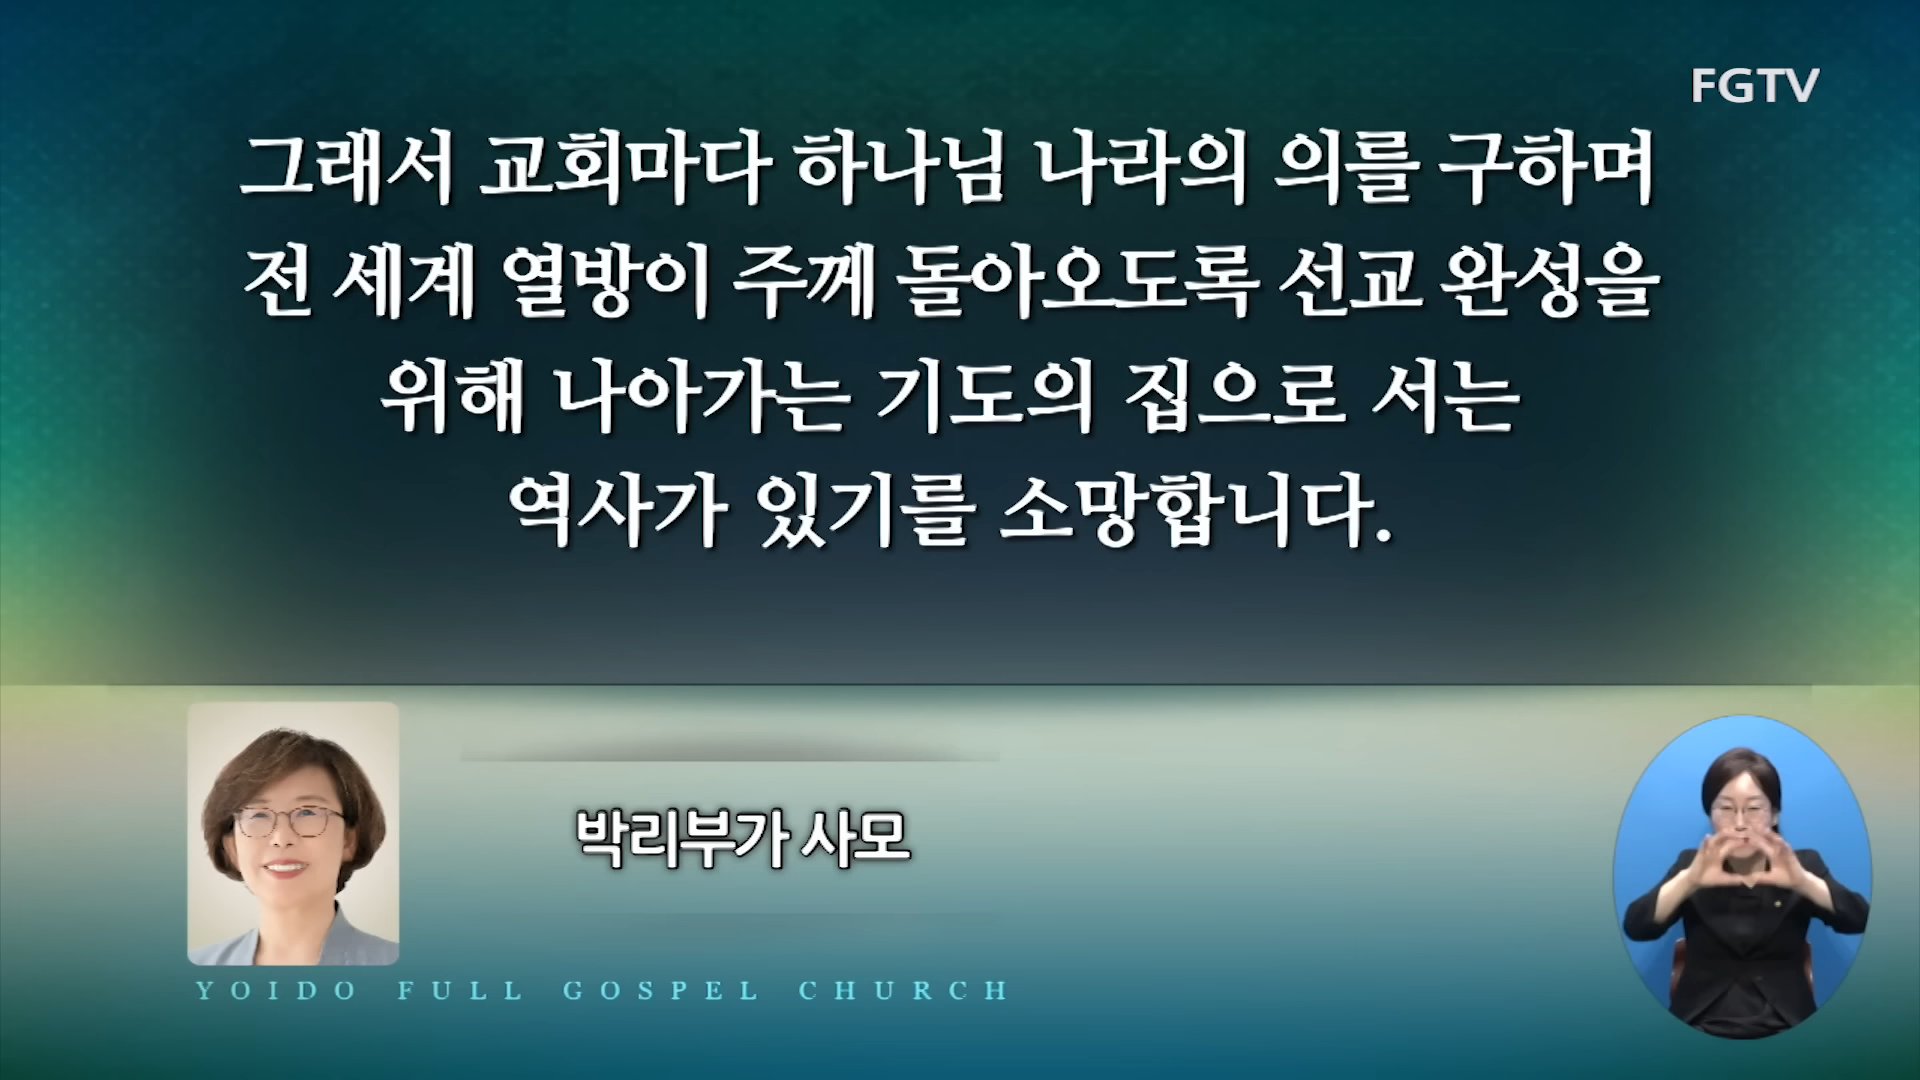 FGTV
그래서 교회마다 하나님 나라의 의를 구하며
전 세계 열방이 주께 돌아오도록 선교 완성을
위해 나아가는 기도의 집으로 서는
역사가 있기를 소망합니다.
박리부가 사모
YOIDO FULL GOSPEL CHURCH